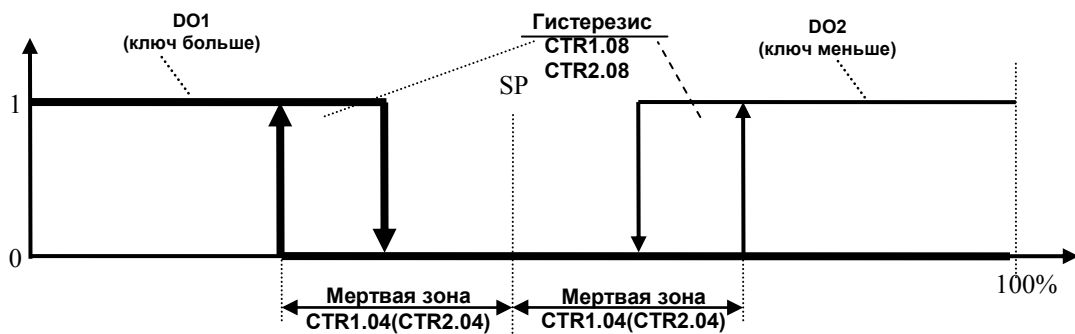 DO1
(ключ больше)
Гистерезис
CTR1.08
CTR2.08
DO2
(ключ меньше)
SP
1
0
100%
Мертвая зона
CTR1.04(CTR2.04)
Мертвая зона
CTR1.04(CTR2.04)